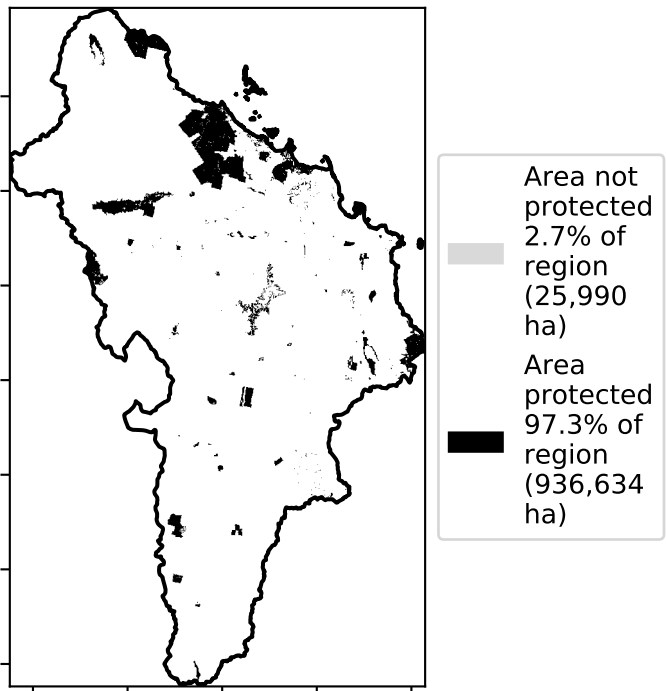 Area not
protected
2.7% of
region
(25,990
ha)
Area
protected
97.3% of
region
(936,634
ha)